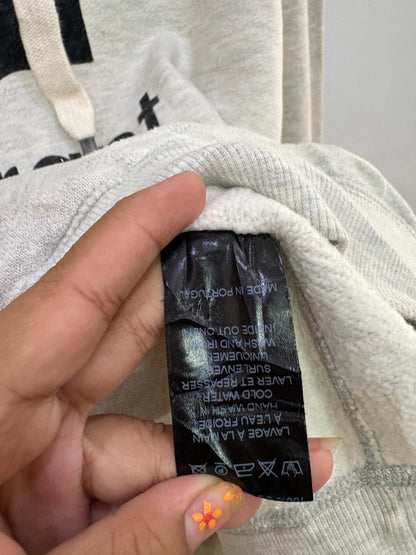 100%
LAVAGE À LA MAIN
À L'EAU FROIDE
HAND WASH IN
COLD WATER
LAVER ET REPASSER
SUR L'ENVERS
UNIQUEMENT
WASH AND IRON
INSIDE OUT ONLY
MADE IN PORTUGAL